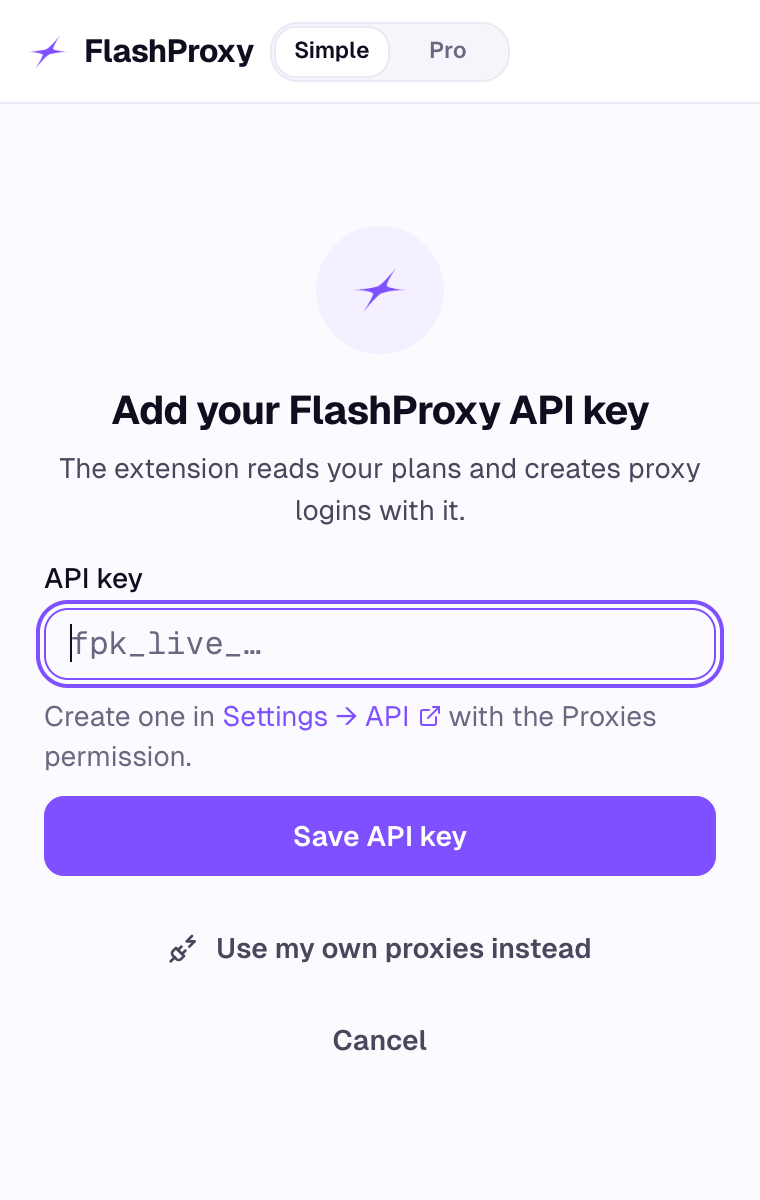 FlashProxy
Simple
Pro
Add your FlashProxy API key
The extension reads your plans and creates proxy
logins with it.
API key
fpk_live_…
Create one in Settings → API with the Proxies
permission.
Save API key
Use my own proxies instead
Cancel